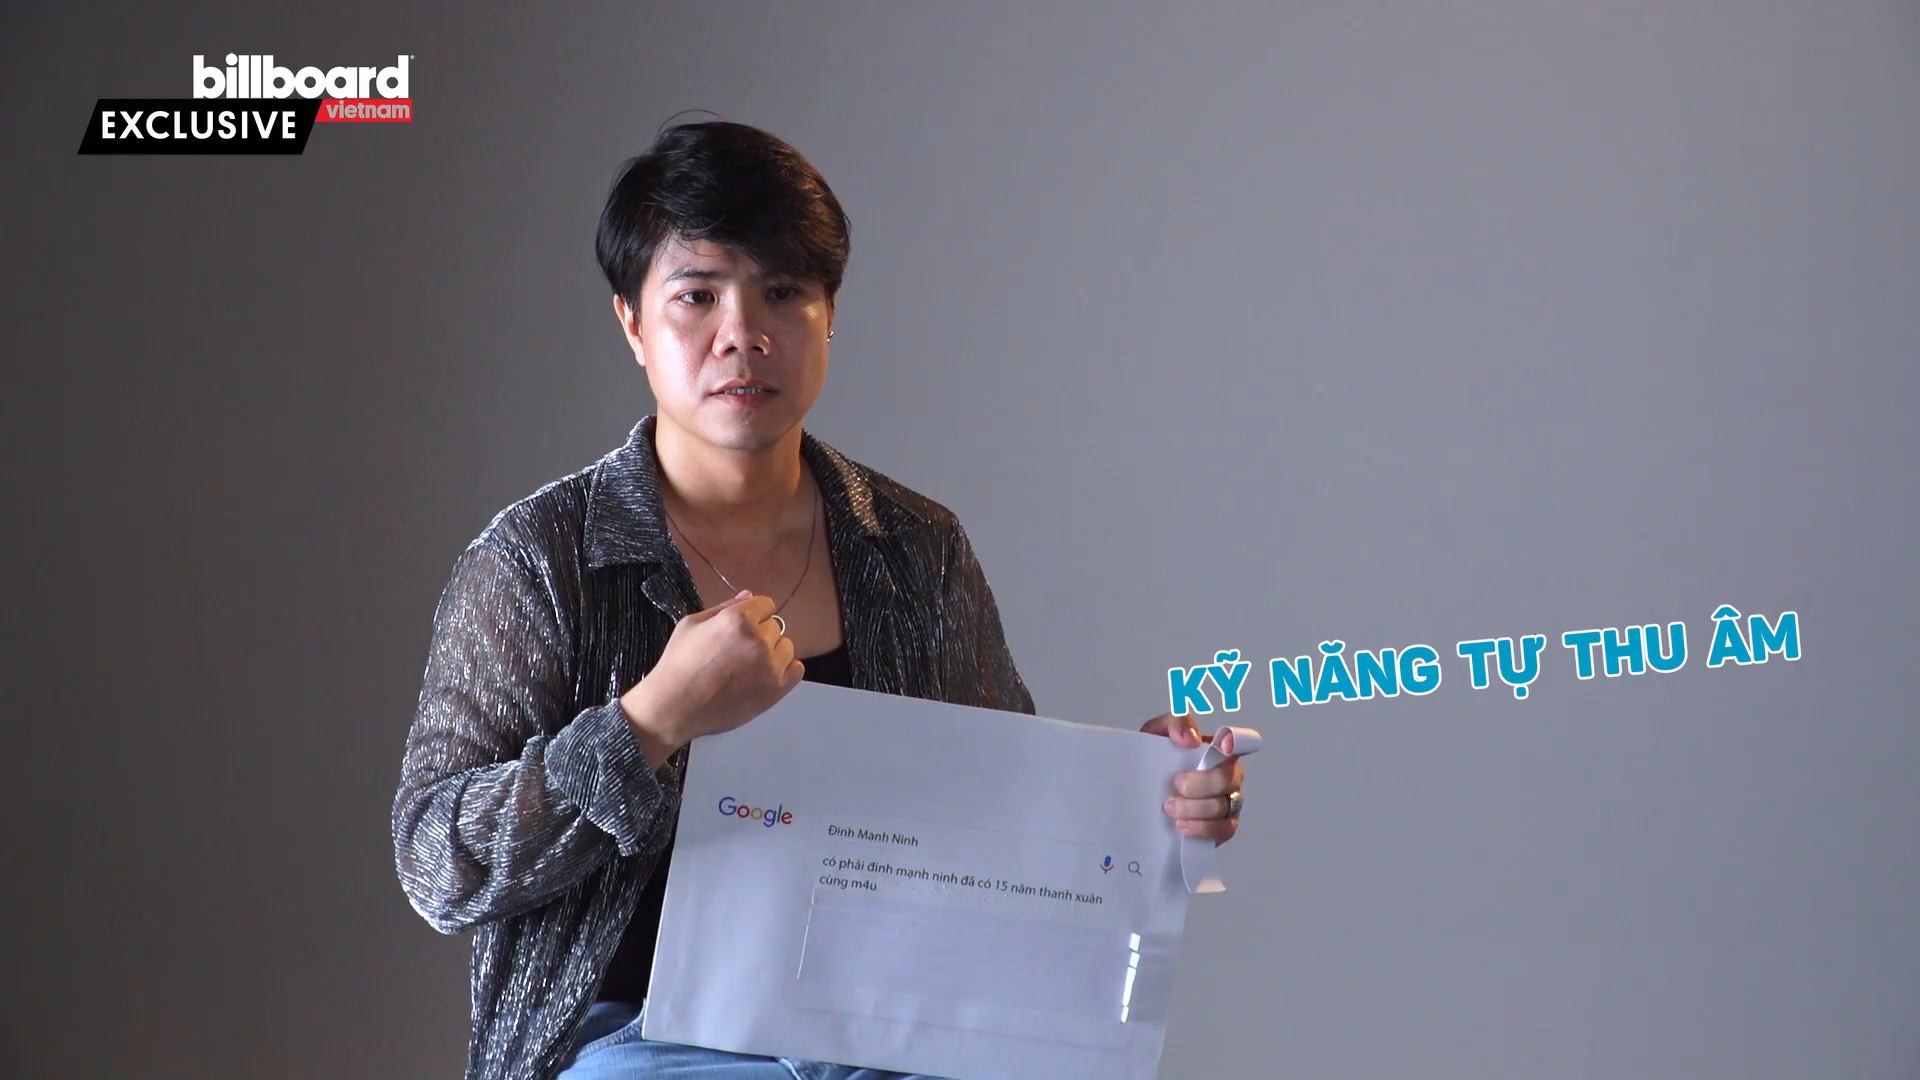 billboard
vietnam
EXCLUSIVE
KỸ NĂNG TỰ THU ÂM
Google
Đinh Mạnh Ninh
có phải đinh mạnh ninh đã có 15 năm thanh xuân
cùng m4u